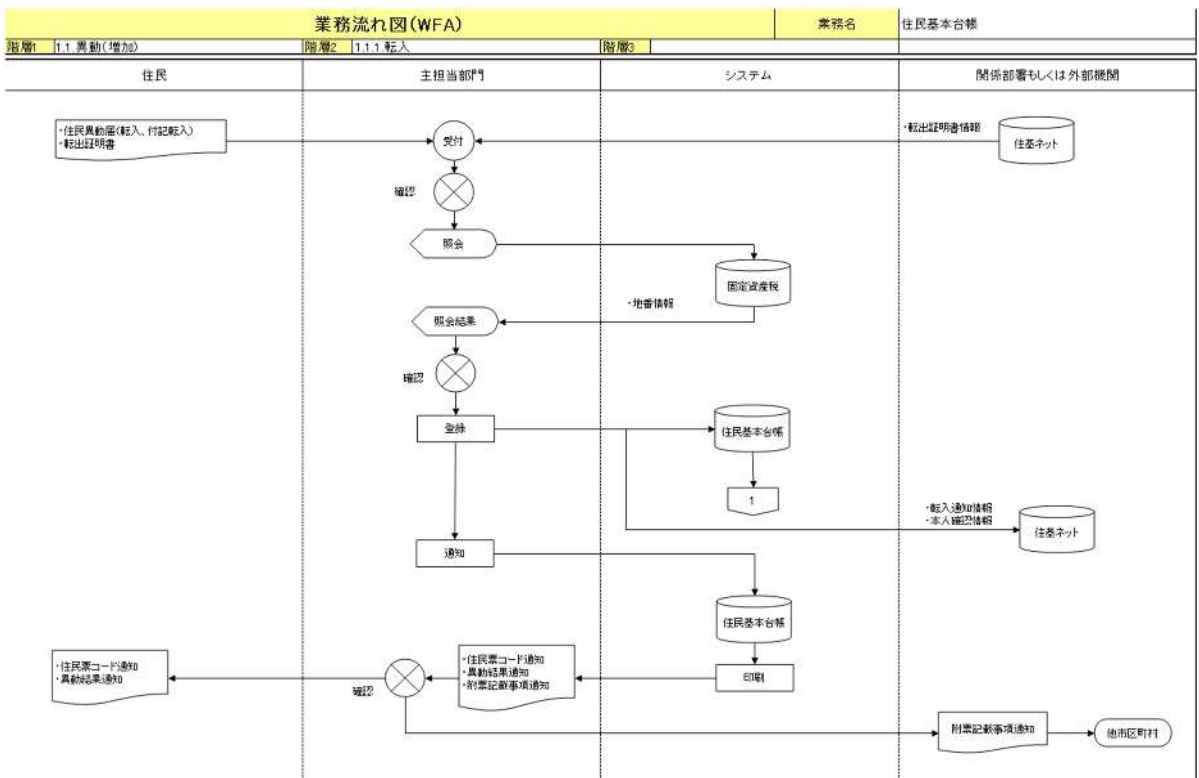 業務流れ図(WFA)
業務名
住民基本台帳
階層1
1.1.異動(増加)
階層2
1.1.1.転入
階層3
住民
主担当部門
システム
関係部署もしくは外部機関
・住民異動届(転入、付記転入)
・転出証明書
受付
・転出証明書情報
住基ネット
確認
照会
固定資産税
・地番情報
照会結果
確認
登録
住民基本台帳
1
・転入通知情報
・本人確認情報
住基ネット
通知
住民基本台帳
・住民票コード通知
・異動結果通知
確認
・住民票コード通知
・異動結果通知
・附票記載事項通知
印刷
附票記載事項通知
他市区町村